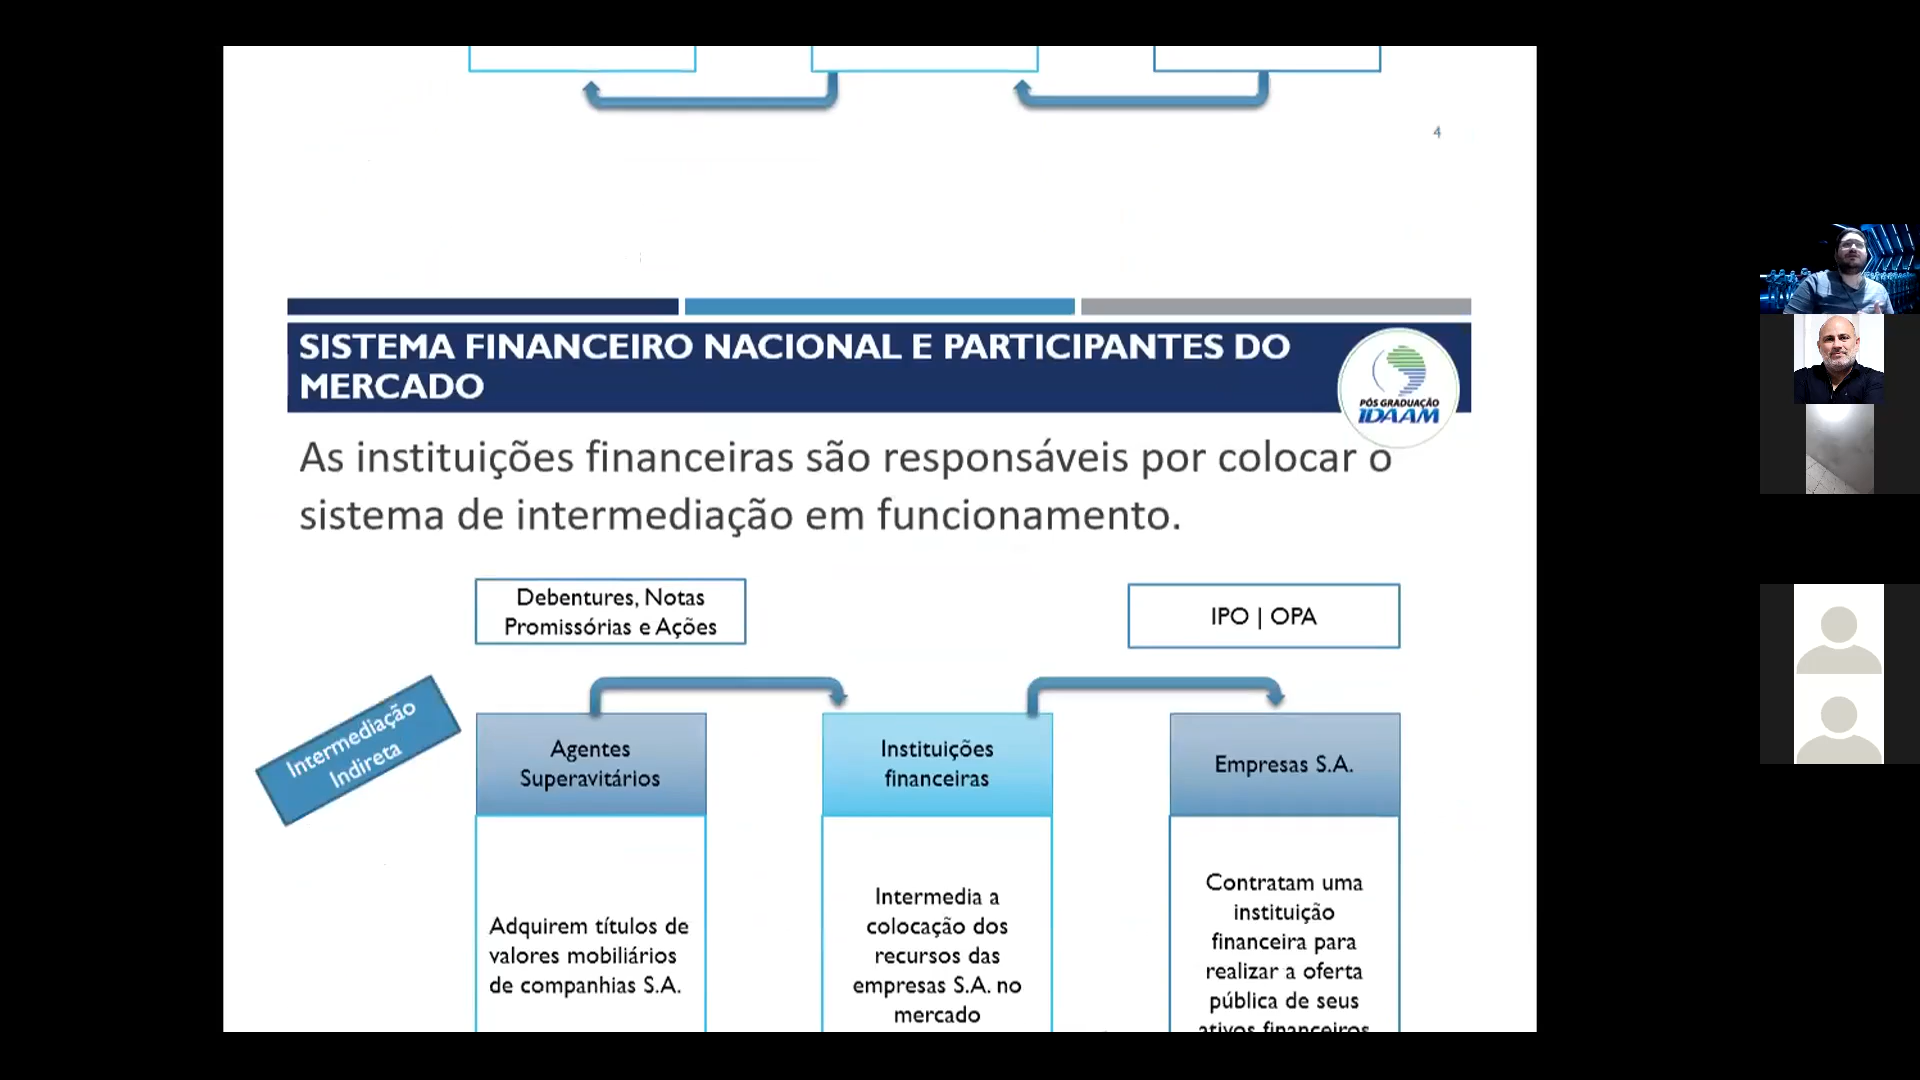 4
SISTEMA FINANCEIRO NACIONAL E PARTICIPANTES DO
MERCADO
PÓS GRADUAÇÃO
IDAAM
As instituições financeiras são responsáveis por colocar o
sistema de intermediação em funcionamento.
Debentures, Notas
Promissórias e Ações
IPO | OPA
Intermediação
Indireta
Agentes
Superavitários
Instituições
financeiras
Empresas S.A.
Adquirem títulos de
valores mobiliários
de companhias S.A.
Intermedia a
colocação dos
recursos das
empresas S.A. no
mercado
Contratam uma
instituição
financeira para
realizar a oferta
pública de seus
ativos financeiros